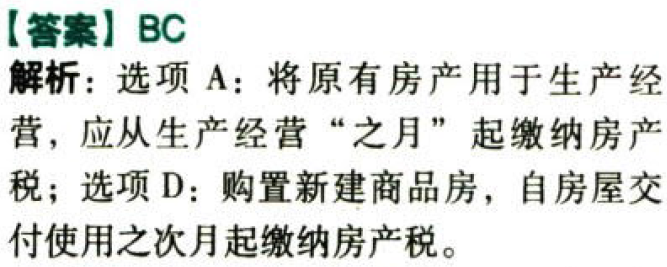 【答案】BC
解析：选项 A：将原有房产用于生产经
营，应从生产经营“之月”起缴纳房产
税；选项 D：购置新建商品房，自房屋交
付使用之次月起缴纳房产税。